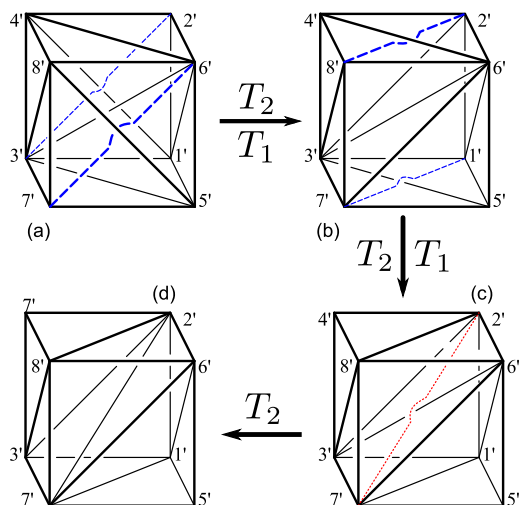 4' 2' 4' 2'
8' 6' 8' 6'
T2
T1
3' 1' 3' 1'
7' 5' 7' 5'
(a) (b)
T2 T1
(d) (c)
7' 2' 4' 2'
8' 6' 8' 6'
T2
3' 1' 3' 1'
7' 5' 7' 5'